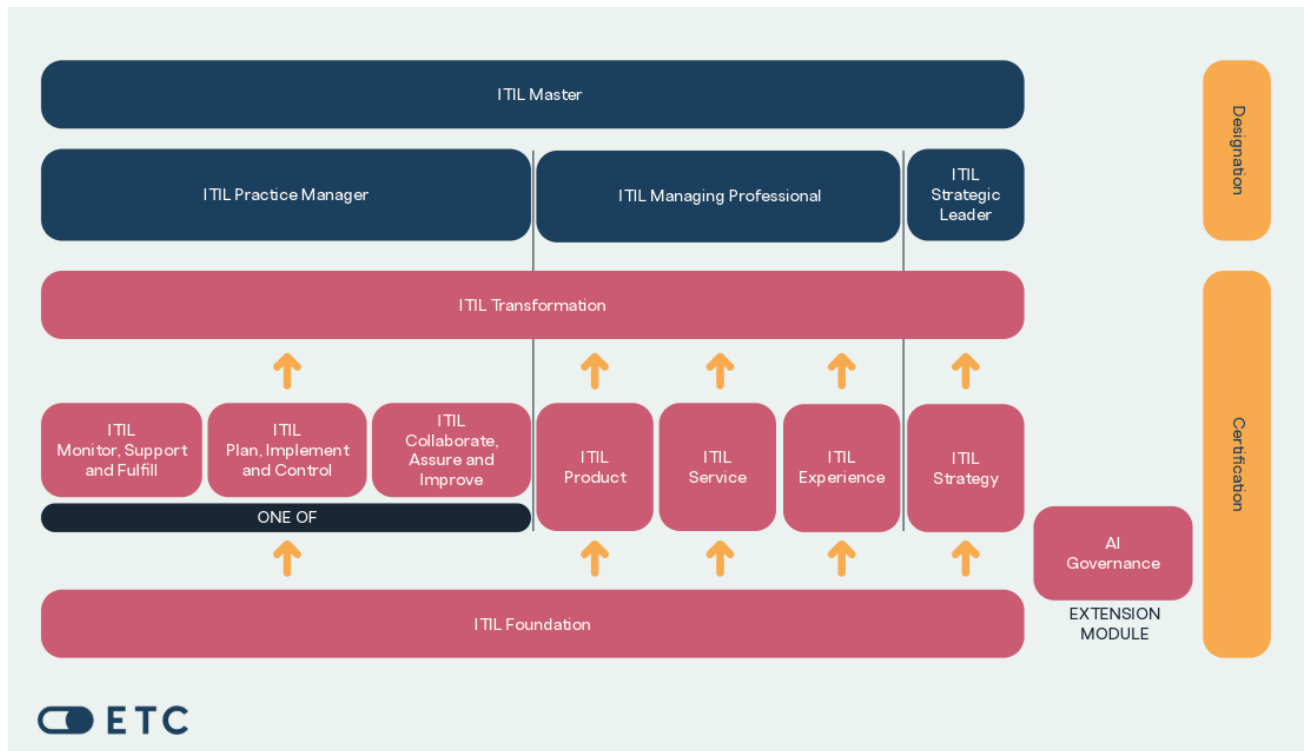 ITIL Master
Designation
ITIL Practice Manager
ITIL Managing Professional
ITIL
Strategic
Leader
ITIL Transformation
ITIL
Monitor, Support
and Fulfill
ITIL
Plan, Implement
and Control
ITIL
Collaborate,
Assure and
Improve
ITIL
Product
ITIL
Service
ITIL
Experience
ITIL
Strategy
Certification
ONE OF
AI
Governance
EXTENSION
MODULE
ITIL Foundation
ETC